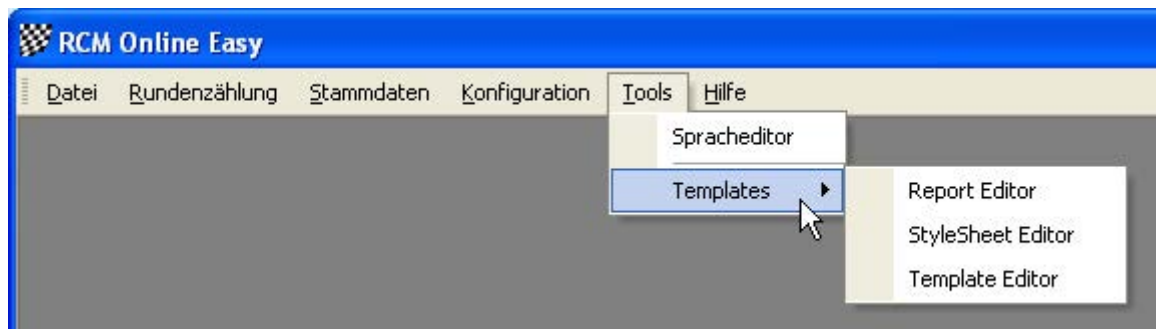 RCM Online Easy
Datei Rundenzählung Stammdaten Konfiguration Tools Hilfe
Spracheditor
Templates
Report Editor
StyleSheet Editor
Template Editor